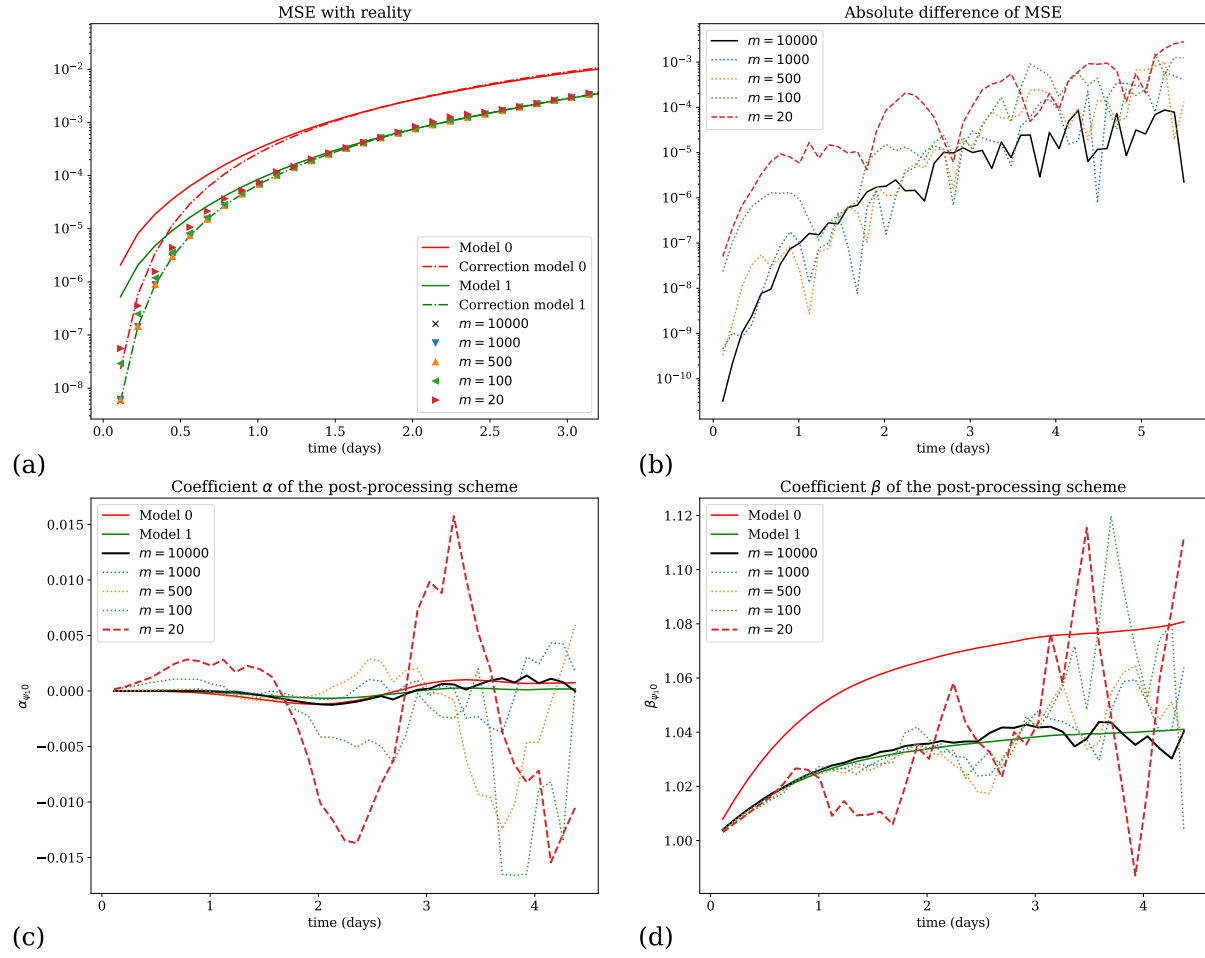 MSE with reality
10⁻²
10⁻³
10⁻⁴
10⁻⁵
10⁻⁶
10⁻⁷
10⁻⁸
Model 0
Correction model 0
Model 1
Correction model 1
m = 10000
m = 1000
m = 500
m = 100
m = 20
0.0 0.5 1.0 1.5 2.0 2.5 3.0
time (days)
(a)
Absolute difference of MSE
10⁻³
10⁻⁴
10⁻⁵
10⁻⁶
10⁻⁷
10⁻⁸
10⁻⁹
10⁻¹⁰
m = 10000
m = 1000
m = 500
m = 100
m = 20
0 1 2 3 4 5
time (days)
(b)
Coefficient α of the post-processing scheme
0.015
0.010
0.005
0.000
−0.005
−0.010
−0.015
α_ψ₁0
Model 0
Model 1
m = 10000
m = 1000
m = 500
m = 100
m = 20
0 1 2 3 4
time (days)
(c)
Coefficient β of the post-processing scheme
1.12
1.10
1.08
1.06
1.04
1.02
1.00
β_ψ₁0
Model 0
Model 1
m = 10000
m = 1000
m = 500
m = 100
m = 20
0 1 2 3 4
time (days)
(d)